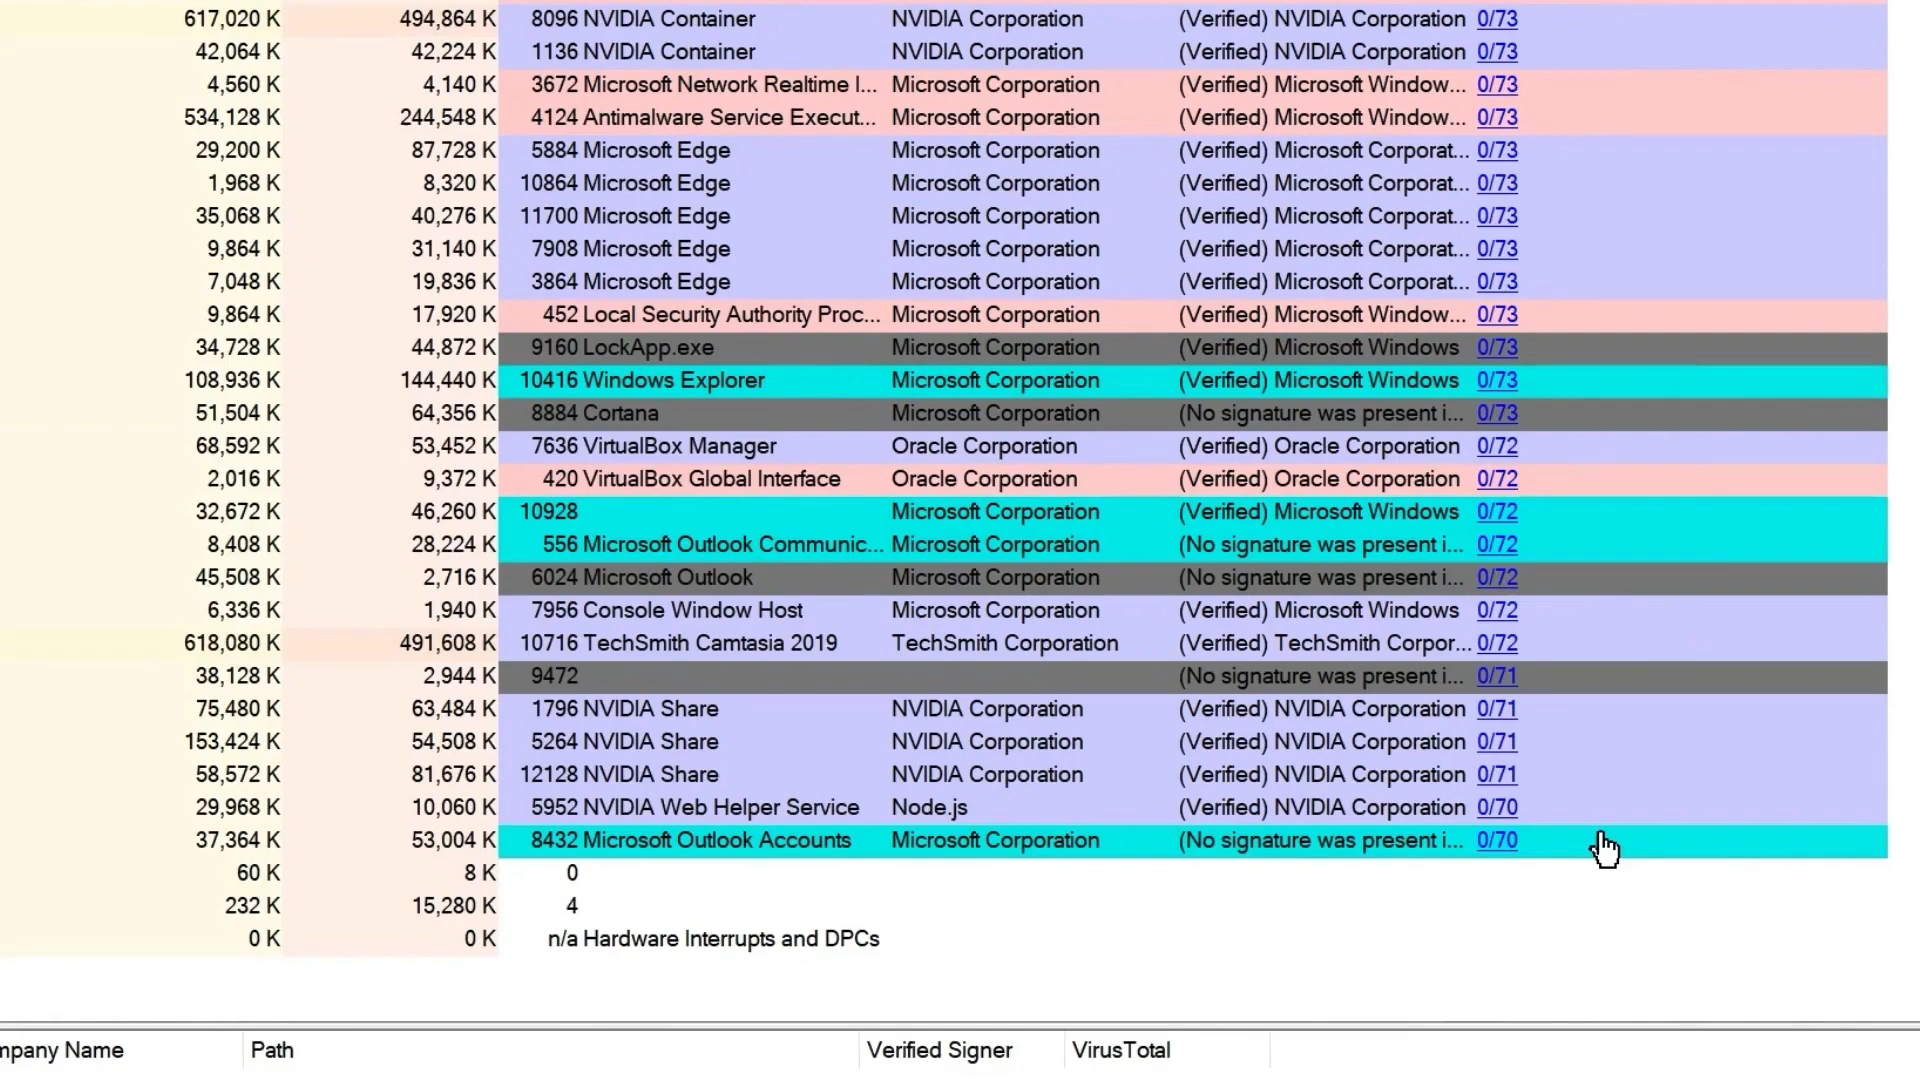 617,020 K 494,864 K 8096 NVIDIA Container NVIDIA Corporation (Verified) NVIDIA Corporation 0/73
42,064 K 42,224 K 1136 NVIDIA Container NVIDIA Corporation (Verified) NVIDIA Corporation 0/73
4,560 K 4,140 K 3672 Microsoft Network Realtime I... Microsoft Corporation (Verified) Microsoft Window... 0/73
534,128 K 244,548 K 4124 Antimalware Service Execut... Microsoft Corporation (Verified) Microsoft Window... 0/73
29,200 K 87,728 K 5884 Microsoft Edge Microsoft Corporation (Verified) Microsoft Corporat... 0/73
1,968 K 8,320 K 10864 Microsoft Edge Microsoft Corporation (Verified) Microsoft Corporat... 0/73
35,068 K 40,276 K 11700 Microsoft Edge Microsoft Corporation (Verified) Microsoft Corporat... 0/73
9,864 K 31,140 K 7908 Microsoft Edge Microsoft Corporation (Verified) Microsoft Corporat... 0/73
7,048 K 19,836 K 3864 Microsoft Edge Microsoft Corporation (Verified) Microsoft Corporat... 0/73
9,864 K 17,920 K 452 Local Security Authority Proc... Microsoft Corporation (Verified) Microsoft Window... 0/73
34,728 K 44,872 K 9160 LockApp.exe Microsoft Corporation (Verified) Microsoft Windows 0/73
108,936 K 144,440 K 10416 Windows Explorer Microsoft Corporation (Verified) Microsoft Windows 0/73
51,504 K 64,356 K 8884 Cortana Microsoft Corporation (No signature was present i... 0/73
68,592 K 53,452 K 7636 VirtualBox Manager Oracle Corporation (Verified) Oracle Corporation 0/72
2,016 K 9,372 K 420 VirtualBox Global Interface Oracle Corporation (Verified) Oracle Corporation 0/72
32,672 K 46,260 K 10928 Microsoft Corporation (Verified) Microsoft Windows 0/72
8,408 K 28,224 K 556 Microsoft Outlook Communic... Microsoft Corporation (No signature was present i... 0/72
45,508 K 2,716 K 6024 Microsoft Outlook Microsoft Corporation (No signature was present i... 0/72
6,336 K 1,940 K 7956 Console Window Host Microsoft Corporation (Verified) Microsoft Windows 0/72
618,080 K 491,608 K 10716 TechSmith Camtasia 2019 TechSmith Corporation (Verified) TechSmith Corpor... 0/72
38,128 K 2,944 K 9472 (No signature was present i... 0/71
75,480 K 63,484 K 1796 NVIDIA Share NVIDIA Corporation (Verified) NVIDIA Corporation 0/71
153,424 K 54,508 K 5264 NVIDIA Share NVIDIA Corporation (Verified) NVIDIA Corporation 0/71
58,572 K 81,676 K 12128 NVIDIA Share NVIDIA Corporation (Verified) NVIDIA Corporation 0/71
29,968 K 10,060 K 5952 NVIDIA Web Helper Service Node.js (Verified) NVIDIA Corporation 0/70
37,364 K 53,004 K 8432 Microsoft Outlook Accounts Microsoft Corporation (No signature was present i... 0/70
60 K 8 K 0
232 K 15,280 K 4
0 K 0 K n/a Hardware Interrupts and DPCs
mpany Name Path Verified Signer VirusTotal